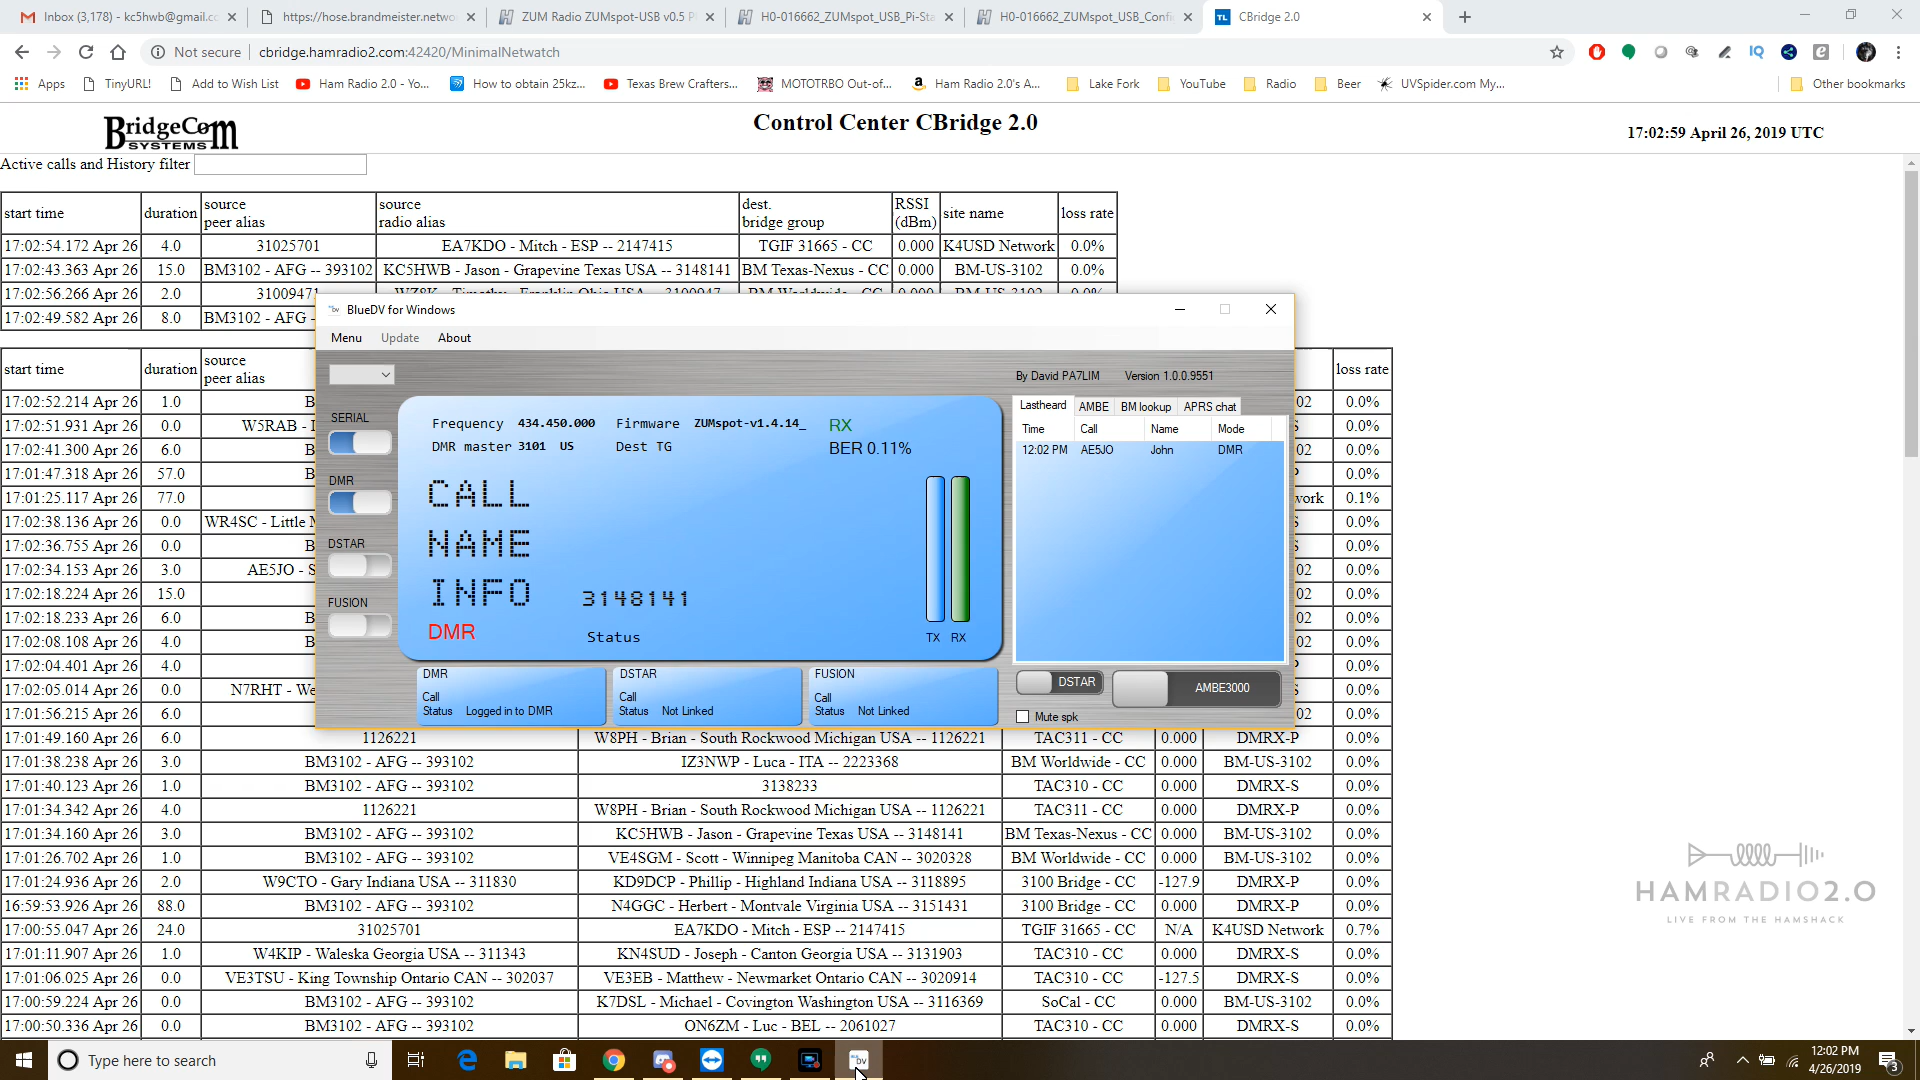 Inbox (3,178) - kc5hwb@gmail.c
https://hose.brandmeister.netwo
ZUM Radio ZUMspot-USB v0.5 P
H0-016662_ZUMspot_USB_Pi-Sta
H0-016662_ZUMspot_USB_Confi
CBridge 2.0
Not secure
cbridge.hamradio2.com:42420/MinimalNetwatch
Apps
TinyURL!
Add to Wish List
Ham Radio 2.0 - Yo...
How to obtain 25kz...
Texas Brew Crafters...
MOTOTRBO Out-of...
Ham Radio 2.0's A...
Lake Fork
YouTube
Radio
Beer
UVSpider.com My...
Other bookmarks
BridgeCom
SYSTEMS
Control Center CBridge 2.0
17:02:59 April 26, 2019 UTC
Active calls and History filter
start time duration source peer alias source radio alias dest. bridge group RSSI (dBm) site name loss rate
17:02:54.172 Apr 26 4.0 31025701 EA7KDO - Mitch - ESP -- 2147415 TGIF 31665 - CC 0.000 K4USD Network 0.0%
17:02:43.363 Apr 26 15.0 BM3102 - AFG -- 393102 KC5HWB - Jason - Grapevine Texas USA -- 3148141 BM Texas-Nexus - CC 0.000 BM-US-3102 0.0%
17:02:56.266 Apr 26 2.0 31009471 WZ8K - Timothy - Franklin Ohio USA -- 3100947 BM Worldwide - CC 0.000 BM-US-3102 0.0%
17:02:49.582 Apr 26 8.0 BM3102 - AFG -
start time duration source peer alias loss rate
17:02:52.214 Apr 26 1.0 B 02 0.0%
17:02:51.931 Apr 26 0.0 W5RAB - I S 0.0%
17:02:41.300 Apr 26 6.0 B 02 0.0%
17:01:47.318 Apr 26 57.0 B P 0.0%
17:01:25.117 Apr 26 77.0 work 0.1%
17:02:38.136 Apr 26 0.0 WR4SC - Little M S 0.0%
17:02:36.755 Apr 26 0.0 B S 0.0%
17:02:34.153 Apr 26 3.0 AE5JO - S 02 0.0%
17:02:18.224 Apr 26 15.0 02 0.0%
17:02:18.233 Apr 26 6.0 B 02 0.0%
17:02:08.108 Apr 26 4.0 B 02 0.0%
17:02:04.401 Apr 26 4.0 P 0.0%
17:02:05.014 Apr 26 0.0 N7RHT - We S 0.0%
17:01:56.215 Apr 26 6.0 B 02 0.0%
BlueDV for Windows
Menu Update About
By David PA7LIM Version 1.0.0.9551
SERIAL
DMR
DSTAR
FUSION
Frequency 434.450.000 Firmware ZUMspot-v1.4.14_ RX
DMR master 3101 US Dest TG BER 0.11%
CALL
NAME
INFO 3148141
DMR
Status
TX RX
Lastheard AMBE BM lookup APRS chat
Time Call Name Mode
12:02 PM AE5JO John DMR
DMR
Call
Status Logged in to DMR
DSTAR
Call
Status Not Linked
FUSION
Call
Status Not Linked
DSTAR
AMBE3000
Mute spk
17:01:49.160 Apr 26 6.0 1126221 W8PH - Brian - South Rockwood Michigan USA -- 1126221 TAC311 - CC 0.000 DMRX-P 0.0%
17:01:38.238 Apr 26 3.0 BM3102 - AFG -- 393102 IZ3NWP - Luca - ITA -- 2223368 BM Worldwide - CC 0.000 BM-US-3102 0.0%
17:01:40.123 Apr 26 1.0 BM3102 - AFG -- 393102 3138233 TAC310 - CC 0.000 DMRX-S 0.0%
17:01:34.342 Apr 26 4.0 1126221 W8PH - Brian - South Rockwood Michigan USA -- 1126221 TAC311 - CC 0.000 DMRX-P 0.0%
17:01:34.160 Apr 26 3.0 BM3102 - AFG -- 393102 KC5HWB - Jason - Grapevine Texas USA -- 3148141 BM Texas-Nexus - CC 0.000 BM-US-3102 0.0%
17:01:26.702 Apr 26 1.0 BM3102 - AFG -- 393102 VE4SGM - Scott - Winnipeg Manitoba CAN -- 3020328 BM Worldwide - CC 0.000 BM-US-3102 0.0%
17:01:24.936 Apr 26 2.0 W9CTO - Gary Indiana USA -- 311830 KD9DCP - Phillip - Highland Indiana USA -- 3118895 3100 Bridge - CC -127.9 DMRX-P 0.0%
16:59:53.926 Apr 26 88.0 BM3102 - AFG -- 393102 N4GGC - Herbert - Montvale Virginia USA -- 3151431 3100 Bridge - CC 0.000 DMRX-P 0.0%
17:00:55.047 Apr 26 24.0 31025701 EA7KDO - Mitch - ESP -- 2147415 TGIF 31665 - CC N/A K4USD Network 0.7%
17:01:11.907 Apr 26 1.0 W4KIP - Waleska Georgia USA -- 311343 KN4SUD - Joseph - Canton Georgia USA -- 3131903 TAC310 - CC 0.000 DMRX-S 0.0%
17:01:06.025 Apr 26 0.0 VE3TSU - King Township Ontario CAN -- 302037 VE3EB - Matthew - Newmarket Ontario CAN -- 3020914 TAC310 - CC -127.5 DMRX-S 0.0%
17:00:59.224 Apr 26 0.0 BM3102 - AFG -- 393102 K7DSL - Michael - Covington Washington USA -- 3116369 SoCal - CC 0.000 BM-US-3102 0.0%
17:00:50.336 Apr 26 0.0 BM3102 - AFG -- 393102 ON6ZM - Luc - BEL -- 2061027 TAC310 - CC 0.000 DMRX-S 0.0%
HAMRADIO2.0
LIVE FROM THE HAMSHACK
Type here to search
12:02 PM
4/26/2019
3